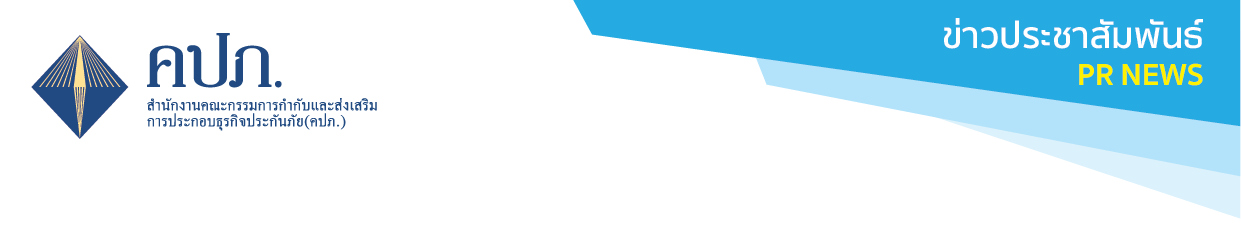 คปภ.
สำนักงานคณะกรรมการกำกับและส่งเสริม
การประกอบธุรกิจประกันภัย(คปภ.)
ข่าวประชาสัมพันธ์
PR NEWS